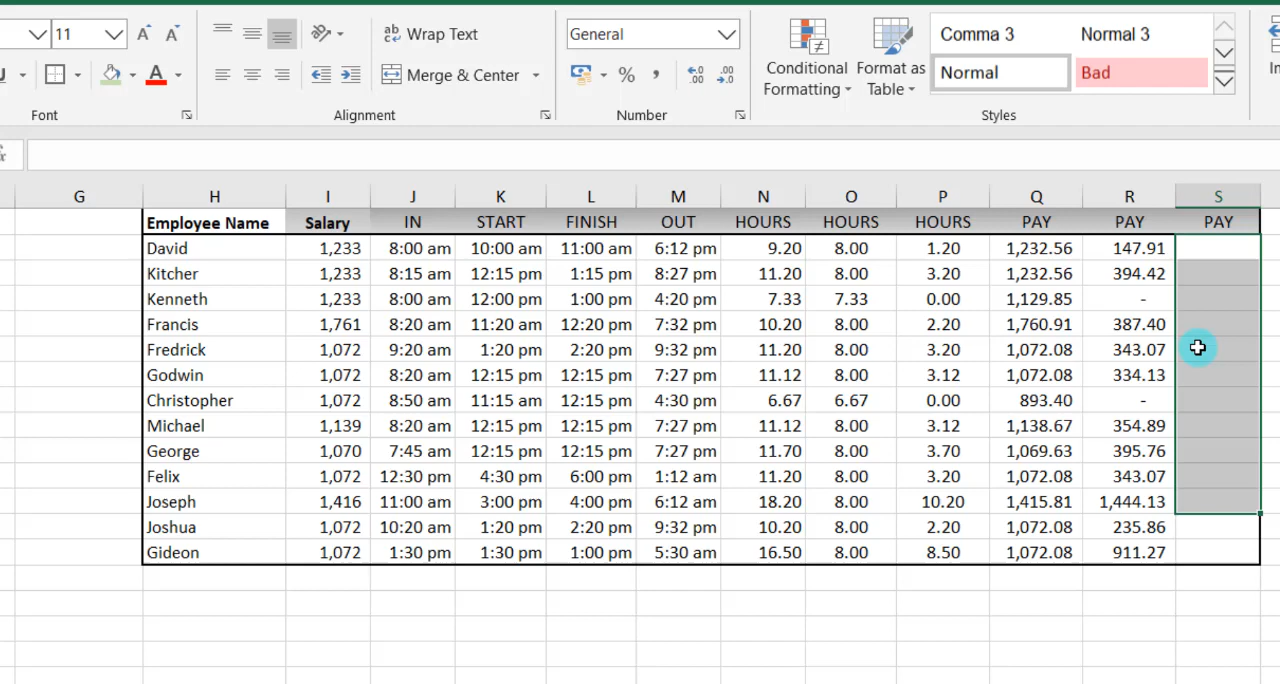 11 A A ab Wrap Text General Comma 3 Normal 3
Merge & Center % , Conditional Formatting Format as Table Normal Bad
Font Alignment Number Styles
G H I J K L M N O P Q R S
Employee Name Salary IN START FINISH OUT HOURS HOURS HOURS PAY PAY PAY
David 1,233 8:00 am 10:00 am 11:00 am 6:12 pm 9.20 8.00 1.20 1,232.56 147.91
Kitcher 1,233 8:15 am 12:15 pm 1:15 pm 8:27 pm 11.20 8.00 3.20 1,232.56 394.42
Kenneth 1,233 8:00 am 12:00 pm 1:00 pm 4:20 pm 7.33 7.33 0.00 1,129.85 -
Francis 1,761 8:20 am 11:20 am 12:20 pm 7:32 pm 10.20 8.00 2.20 1,760.91 387.40
Fredrick 1,072 9:20 am 1:20 pm 2:20 pm 9:32 pm 11.20 8.00 3.20 1,072.08 343.07
Godwin 1,072 8:20 am 12:15 pm 12:15 pm 7:27 pm 11.12 8.00 3.12 1,072.08 334.13
Christopher 1,072 8:50 am 11:15 am 12:15 pm 4:30 pm 6.67 6.67 0.00 893.40 -
Michael 1,139 8:20 am 12:15 pm 12:15 pm 7:27 pm 11.12 8.00 3.12 1,138.67 354.89
George 1,070 7:45 am 12:15 pm 12:15 pm 7:27 pm 11.70 8.00 3.70 1,069.63 395.76
Felix 1,072 12:30 pm 4:30 pm 6:00 pm 1:12 am 11.20 8.00 3.20 1,072.08 343.07
Joseph 1,416 11:00 am 3:00 pm 4:00 pm 6:12 am 18.20 8.00 10.20 1,415.81 1,444.13
Joshua 1,072 10:20 am 1:20 pm 2:20 pm 9:32 pm 10.20 8.00 2.20 1,072.08 235.86
Gideon 1,072 1:30 pm 1:30 pm 1:00 pm 5:30 am 16.50 8.00 8.50 1,072.08 911.27